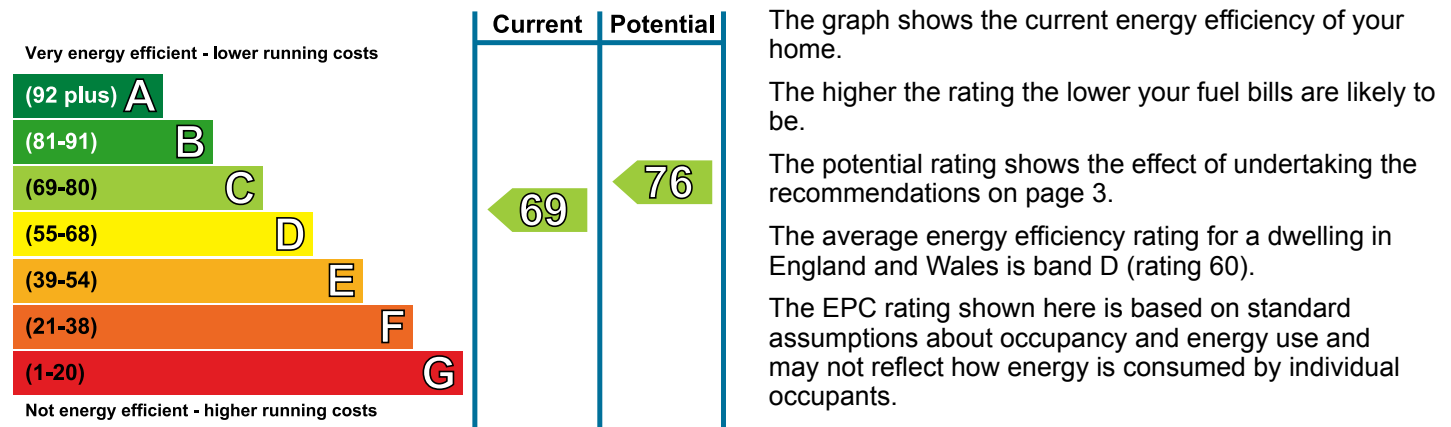 Current Potential
Very energy efficient - lower running costs
(92 plus) A
(81-91) B
(69-80) C
(55-68) D
(39-54) E
(21-38) F
(1-20) G
Not energy efficient - higher running costs
69
76
The graph shows the current energy efficiency of your
home.
The higher the rating the lower your fuel bills are likely to
be.
The potential rating shows the effect of undertaking the
recommendations on page 3.
The average energy efficiency rating for a dwelling in
England and Wales is band D (rating 60).
The EPC rating shown here is based on standard
assumptions about occupancy and energy use and
may not reflect how energy is consumed by individual
occupants.